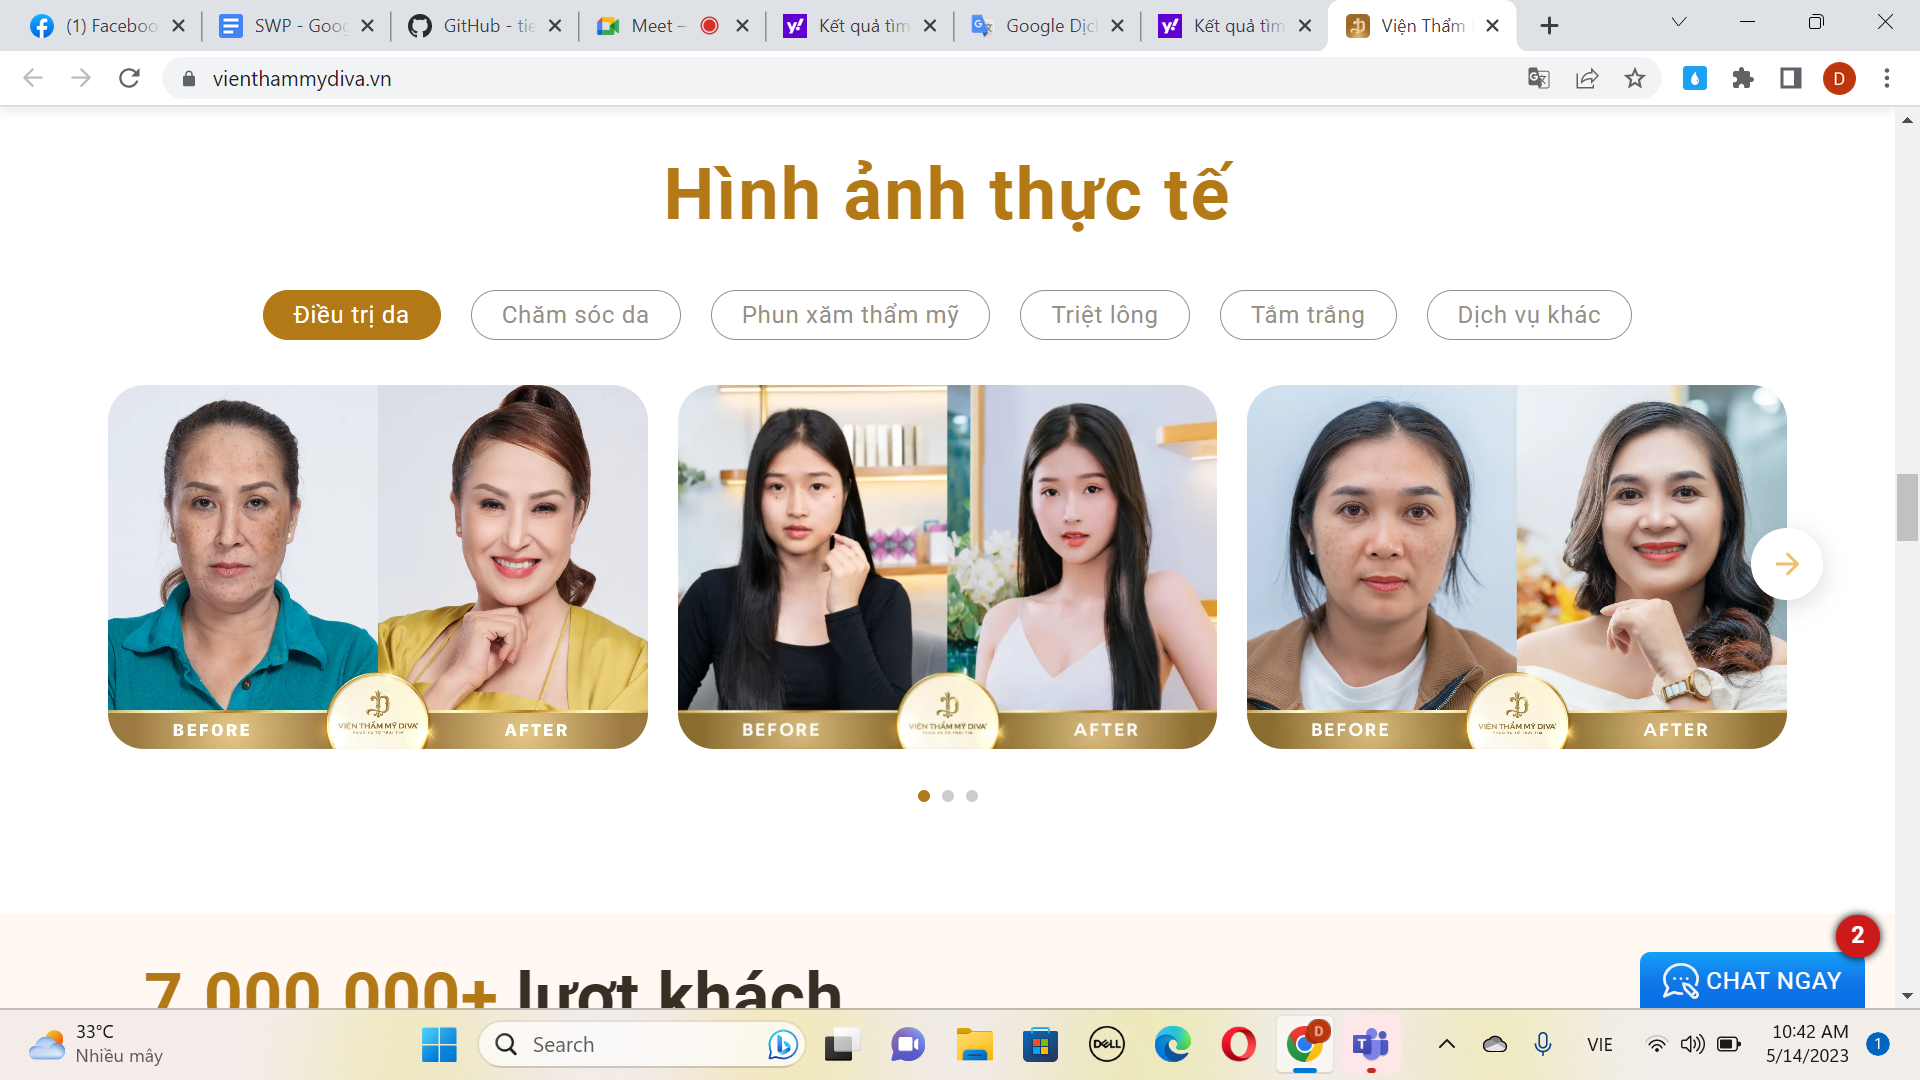 (1) Faceboo
SWP - Goog
GitHub - tie
Meet –
Kết quả tìm
Google Dịc
Kết quả tìm
Viện Thẩm
vienthammydiva.vn
D
Hình ảnh thực tế
Điều trị da
Chăm sóc da
Phun xăm thẩm mỹ
Triệt lông
Tắm trắng
Dịch vụ khác
BEFORE
VIỆN THẨM MỸ DIVA
AFTER
BEFORE
VIỆN THẨM MỸ DIVA
AFTER
BEFORE
VIỆN THẨM MỸ DIVA
AFTER
7.000.000+ lượt khách
2
CHAT NGAY
33°C
Nhiều mây
Search
DELL
D
VIE
10:42 AM
5/14/2023
1